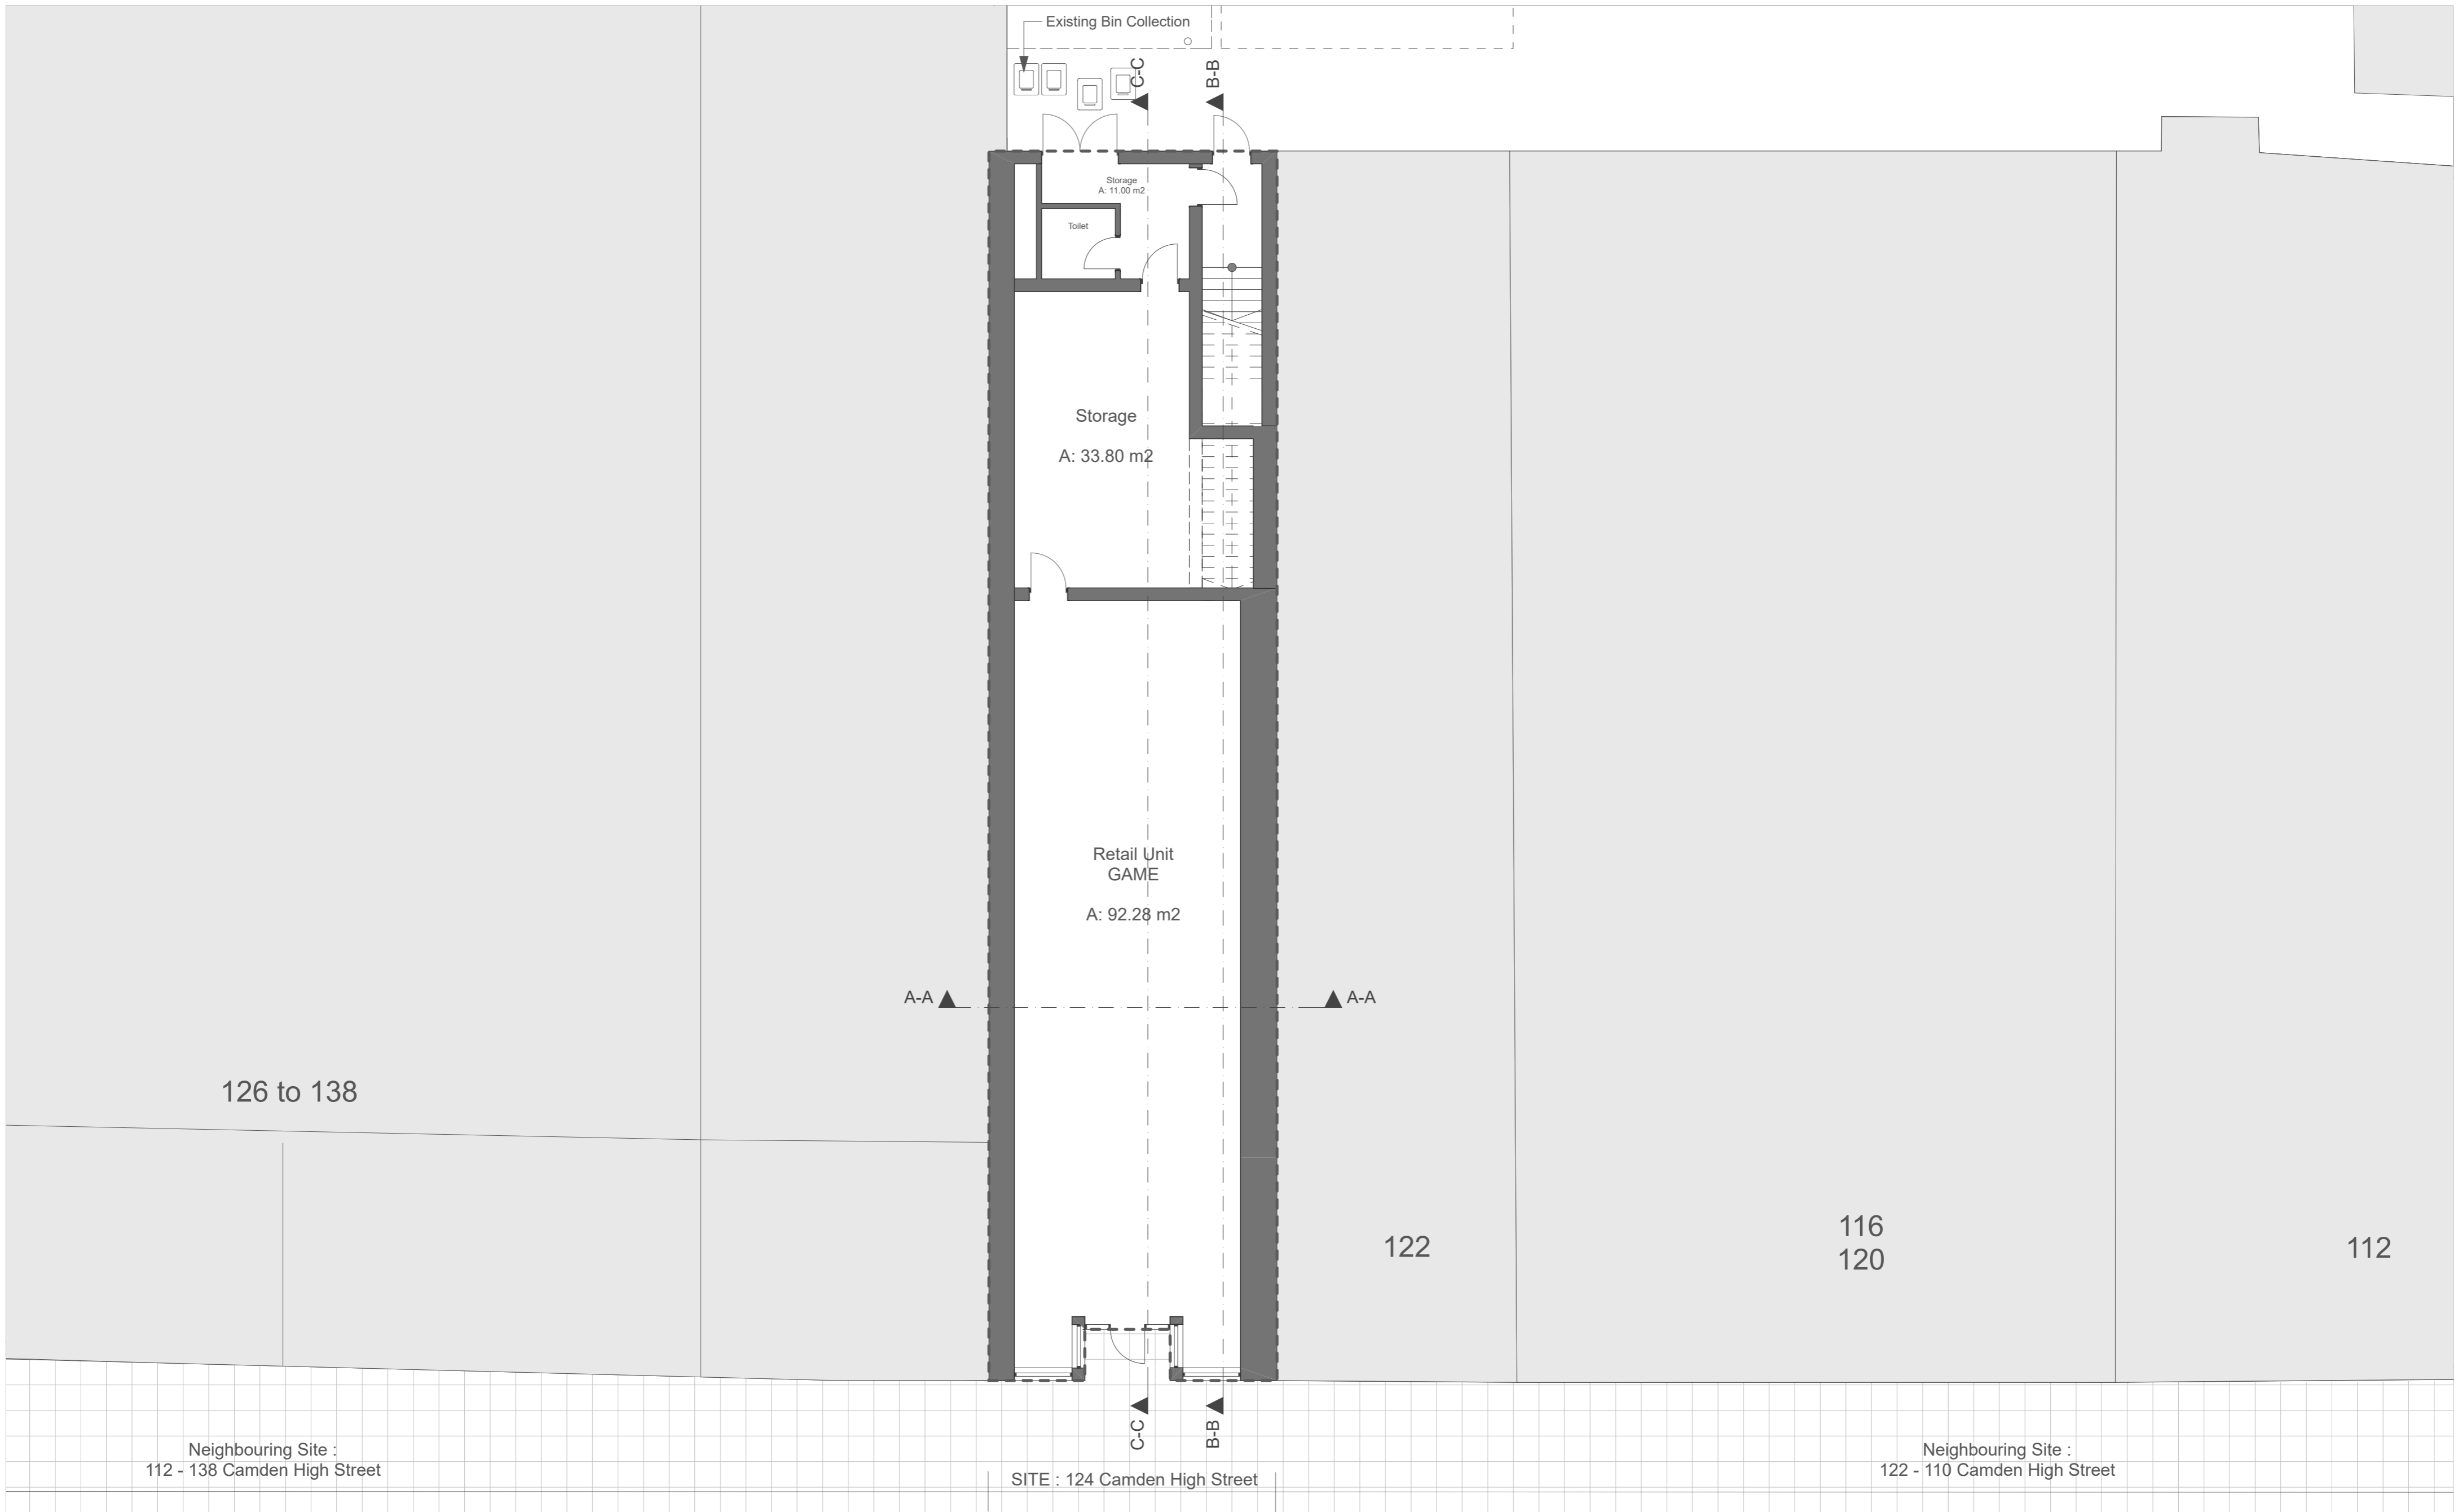 Existing Bin Collection
C-C
B-B
Storage
A: 11.00 m2
Toilet
Storage
A: 33.80 m2
Retail Unit
GAME
A: 92.28 m2
A-A
A-A
126 to 138
122
116
120
112
C-C
B-B
Neighbouring Site :
112 - 138 Camden High Street
SITE : 124 Camden High Street
Neighbouring Site :
122 - 110 Camden High Street